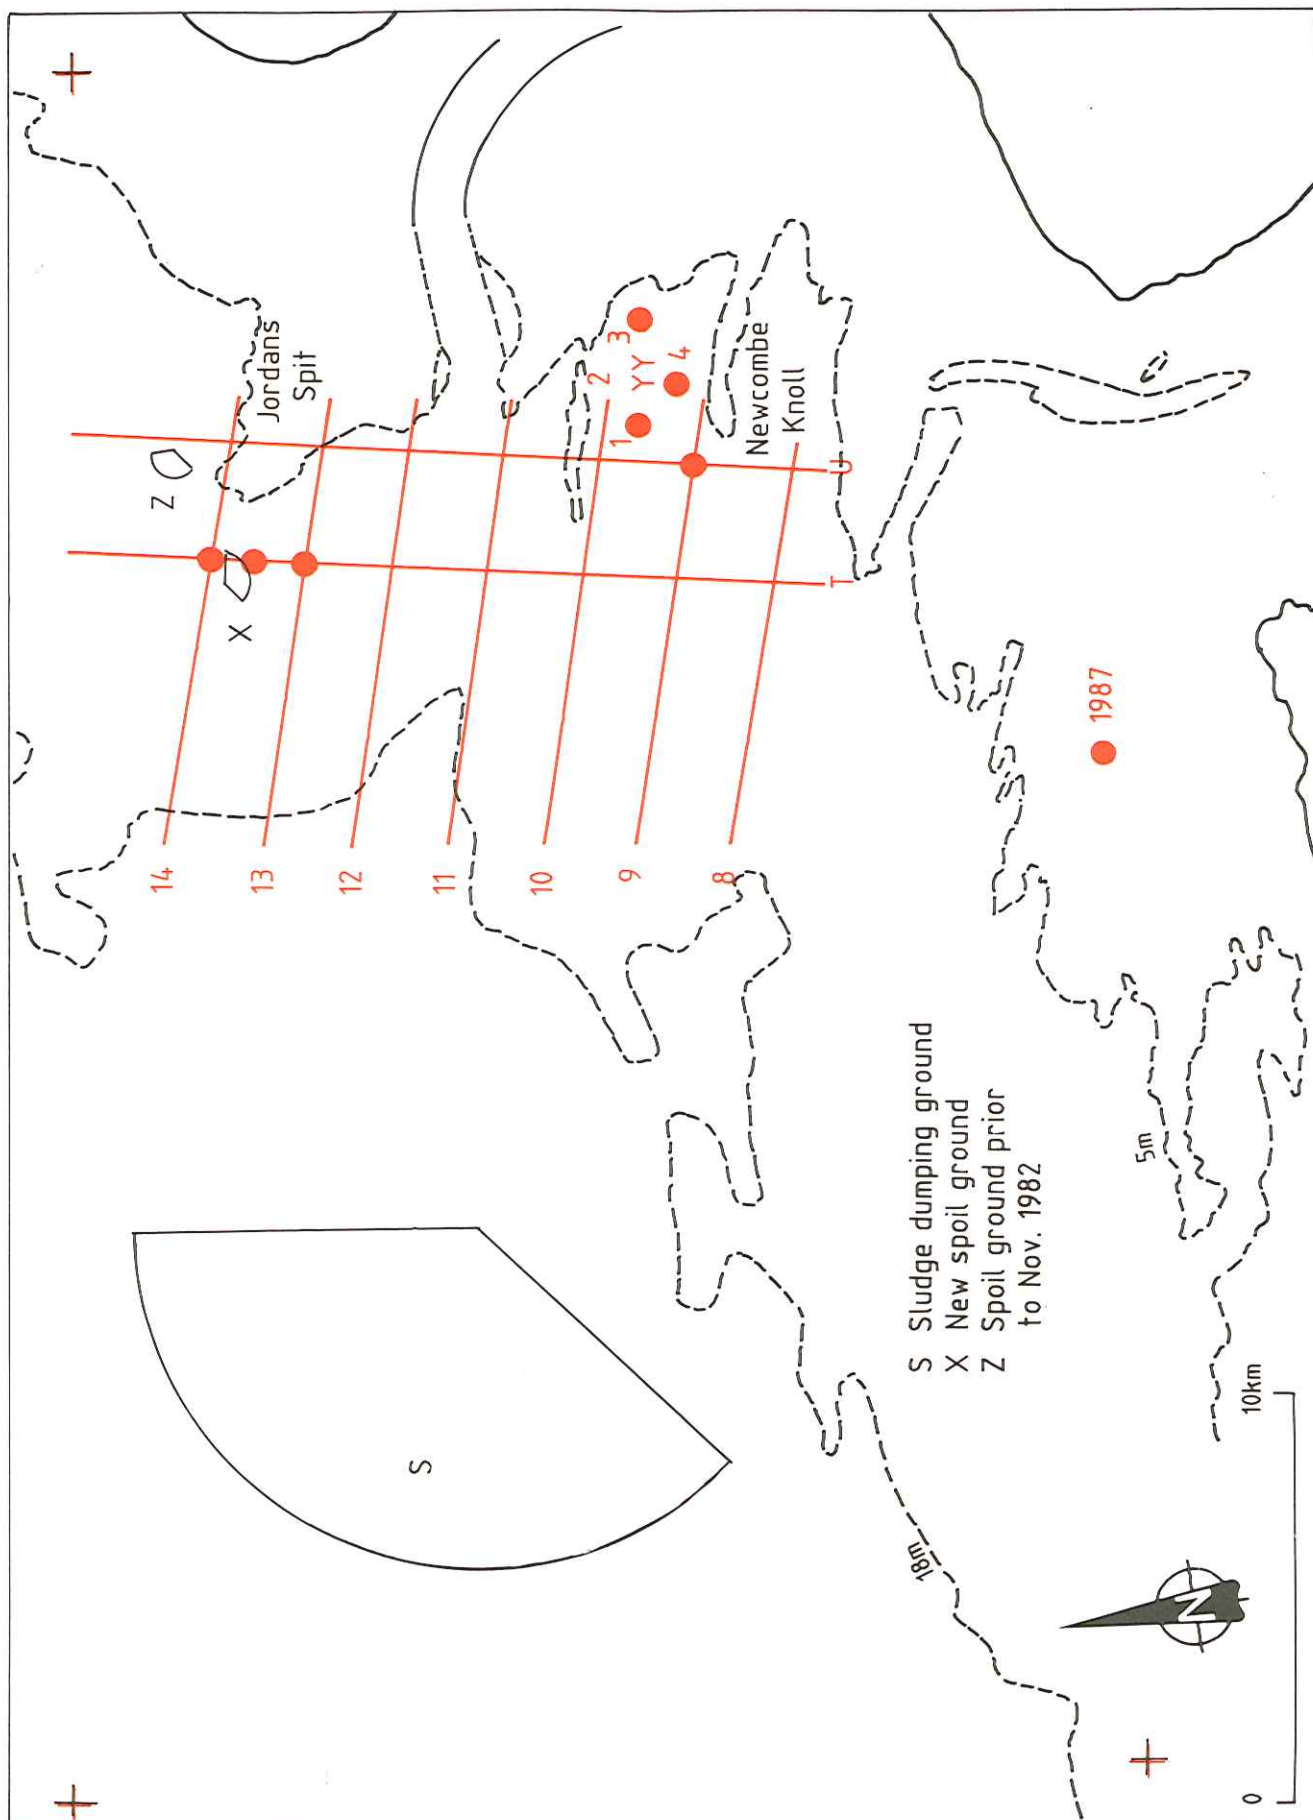 Z
X
Jordans
Spit
14
13
12
11
10
9
8
2
3
1
YY
4
Newcombe
Knoll
U
T
1987
S
S Sludge dumping ground
X New spoil ground
Z Spoil ground prior
to Nov. 1982
5m
18m
N
0
10km